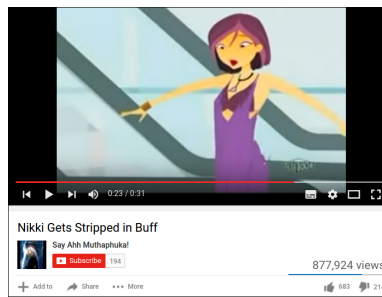 0:23 / 0:31
Nikki Gets Stripped in Buff
Say Ahh Muthaphuka!
Subscribe 194
877,924 views
Add to Share More
683 214